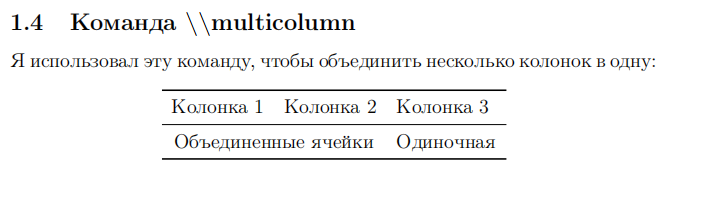 1.4 Команда \\multicolumn
Я использовал эту команду, чтобы объединить несколько колонок в одну:
Колонка 1 Колонка 2 Колонка 3
Объединенные ячейки Одиночная